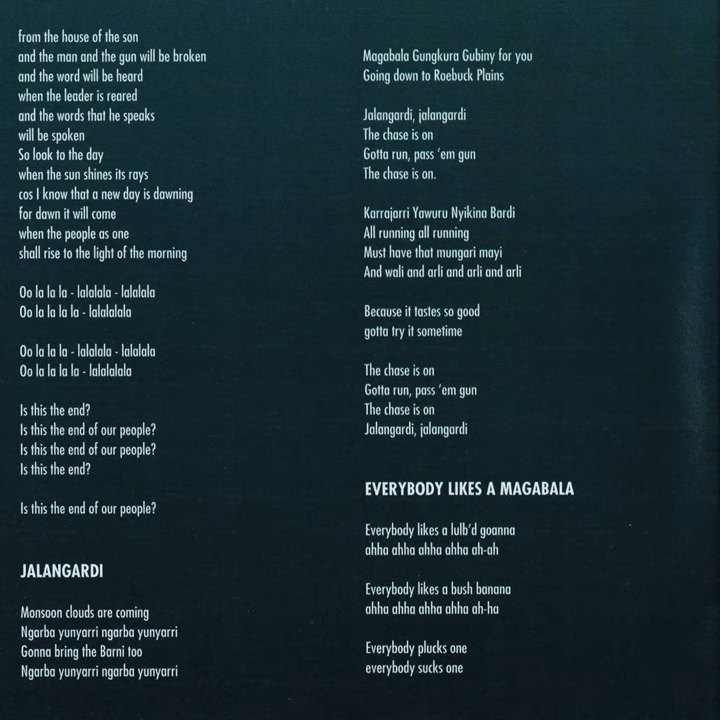 from the house of the son
and the man and the gun will be broken
and the word will be heard
when the leader is reared
and the words that he speaks
will be spoken
So look to the day
when the sun shines its rays
cos I know that a new day is dawning
for dawn it will come
when the people as one
shall rise to the light of the morning

Oo la la la - lalalala - lalalala
Oo la la la la - lalalalala

Oo la la la - lalalala - lalalala
Oo la la la la - lalalalala

Is this the end?
Is this the end of our people?
Is this the end of our people?
Is this the end?

Is this the end of our people?

JALANGARDI

Monsoon clouds are coming
Ngarba yunyarri ngarba yunyarri
Gonna bring the Barni too
Ngarba yunyarri ngarba yunyarri

Magabala Gungkura Gubiny for you
Going down to Roebuck Plains

Jalangardi, jalangardi
The chase is on
Gotta run, pass ‘em gun
The chase is on.

Karrajarri Yawuru Nyikina Bardi
All running all running
Must have that mungari mayi
And wali and arli and arli and arli

Because it tastes so good
gotta try it sometime

The chase is on
Gotta run, pass ‘em gun
The chase is on
Jalangardi, jalangardi

EVERYBODY LIKES A MAGABALA

Everybody likes a lulb’d goanna
ahha ahha ahha ahha ah-ah

Everybody likes a bush banana
ahha ahha ahha ahha ah-ha

Everybody plucks one
everybody sucks one